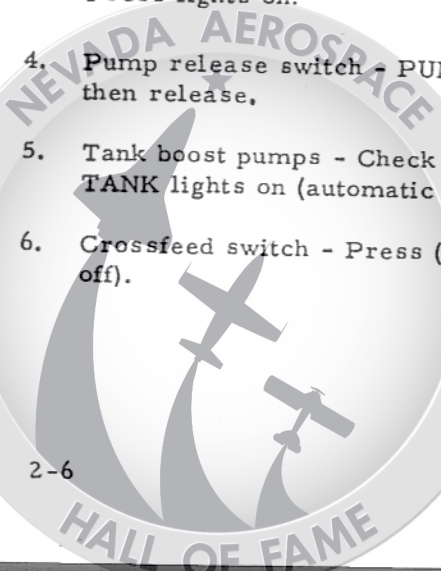 NEVADA AEROSPACE
4. Pump release switch - PU
then release.
5. Tank boost pumps - Check
TANK lights on (automatic
6. Crossfeed switch - Press (
off).
2-6
HALL OF FAME